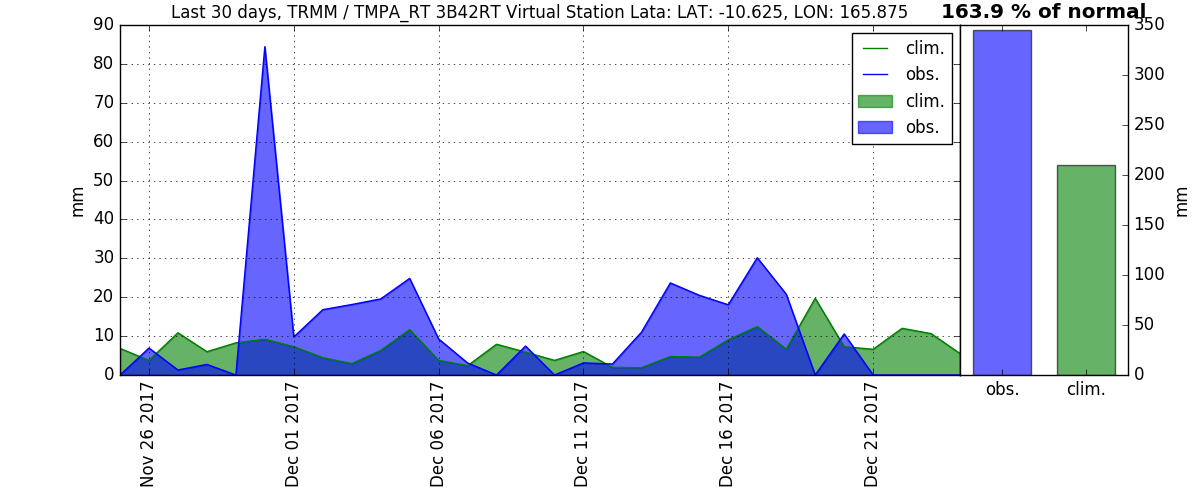 Last 30 days, TRMM / TMPA_RT 3B42RT Virtual Station Lata: LAT: -10.625, LON: 165.875
163.9 % of normal
90
80
70
60
50
40
30
20
10
0
mm
clim.
obs.
clim.
obs.
Nov 26 2017
Dec 01 2017
Dec 06 2017
Dec 11 2017
Dec 16 2017
Dec 21 2017
350
300
250
200
150
100
50
0
mm
obs.
clim.